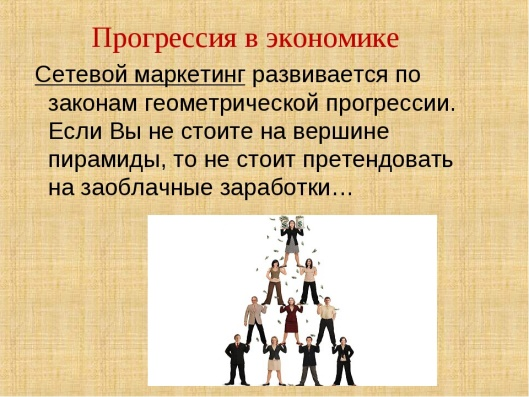 Прогрессия в экономике
Сетевой маркетинг развивается по
законам геометрической прогрессии.
Если Вы не стоите на вершине
пирамиды, то не стоит претендовать
на заоблачные заработки…